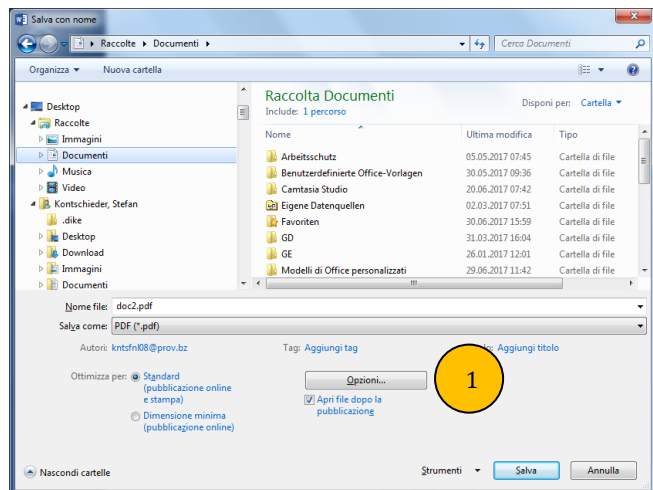 Salva con nome
Raccolte ▸ Documenti ▸
Cerca Documenti
Organizza ▾ Nuova cartella
Desktop
Raccolte
Immagini
Documenti
Musica
Video
Kontschieder, Stefan
.dike
Desktop
Download
Immagini
Documenti
Raccolta Documenti
Include: 1 percorso
Disponi per: Cartella ▾
Nome Ultima modifica Tipo
Arbeitsschutz 05.05.2017 07:45 Cartella di file
Benutzerdefinierte Office-Vorlagen 30.05.2017 09:36 Cartella di file
Camtasia Studio 20.06.2017 07:42 Cartella di file
Eigene Datenquellen 02.03.2017 07:51 Cartella di file
Favoriten 30.06.2017 15:59 Cartella di file
GD 31.03.2017 16:04 Cartella di file
GE 26.01.2017 12:01 Cartella di file
Modelli di Office personalizzati 29.06.2017 11:42 Cartella di file
Nome file: doc2.pdf
Salva come: PDF (*.pdf)
Autori: kntsfnl08@prov.bz Tag: Aggiungi tag Aggiungi titolo
Ottimizza per: Standard
(pubblicazione online
e stampa)
Dimensione minima
(pubblicazione online)
Opzioni...
Apri file dopo la
pubblicazione
1
Nascondi cartelle
Strumenti ▾ Salva Annulla